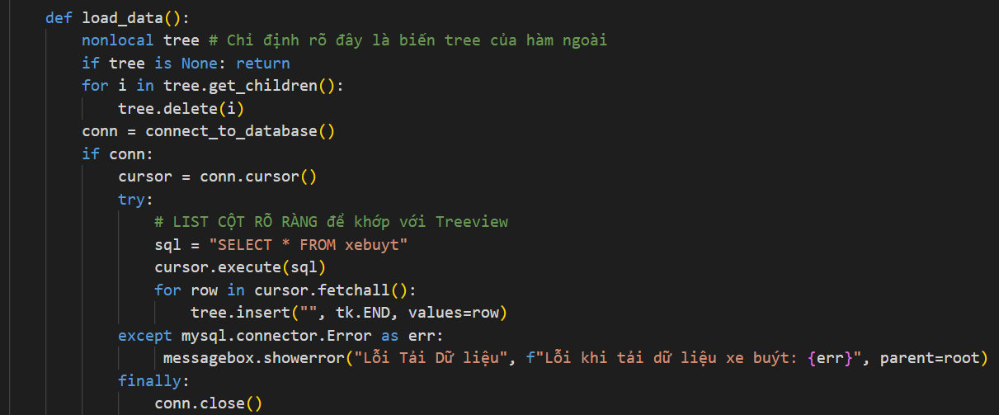 def load_data():
    nonlocal tree # Chỉ định rõ đây là biến tree của hàm ngoài
    if tree is None: return
    for i in tree.get_children():
        tree.delete(i)
    conn = connect_to_database()
    if conn:
        cursor = conn.cursor()
        try:
            # LIST CỘT RÕ RÀNG để khớp với Treeview
            sql = "SELECT * FROM xebuyt"
            cursor.execute(sql)
            for row in cursor.fetchall():
                tree.insert("", tk.END, values=row)
        except mysql.connector.Error as err:
             messagebox.showerror("Lỗi Tải Dữ liệu", f"Lỗi khi tải dữ liệu xe buýt: {err}", parent=root)
        finally:
            conn.close()